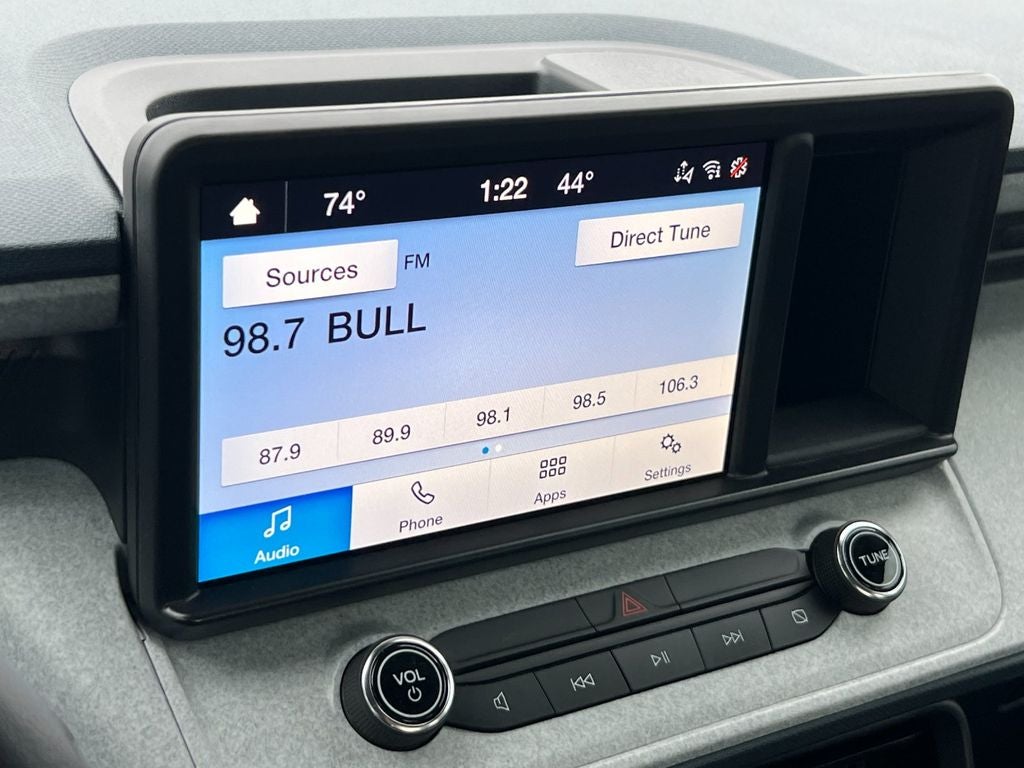 74° 1:22 44°
Sources FM Direct Tune
98.7 BULL
87.9 89.9 98.1 98.5 106.3
Audio Phone Apps Settings
VOL TUNE